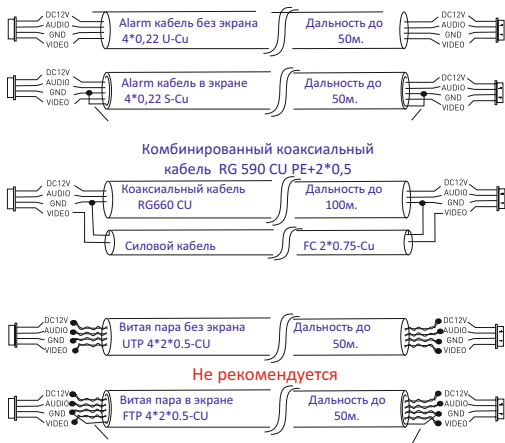 DC12V
AUDIO
GND
VIDEO
Alarm кабель без экрана
4*0,22 U-Cu
Дальность до
50м.
DC12V
AUDIO
GND
VIDEO
DC12V
AUDIO
GND
VIDEO
Alarm кабель в экране
4*0,22 S-Cu
Дальность до
50м.
DC12V
AUDIO
GND
VIDEO
Комбинированный коаксиальный
кабель RG 590 CU PE+2*0,5
DC12V
AUDIO
GND
VIDEO
Коаксиальный кабель
RG660 CU
Дальность до
100м.
DC12V
AUDIO
GND
VIDEO
Силовой кабель
FC 2*0.75-Cu
DC12V
AUDIO
GND
VIDEO
Витая пара без экрана
UTP 4*2*0.5-CU
Дальность до
50м.
DC12V
AUDIO
GND
VIDEO
Не рекомендуется
DC12V
AUDIO
GND
VIDEO
Витая пара в экране
FTP 4*2*0.5-CU
Дальность до
50м.
DC12V
AUDIO
GND
VIDEO